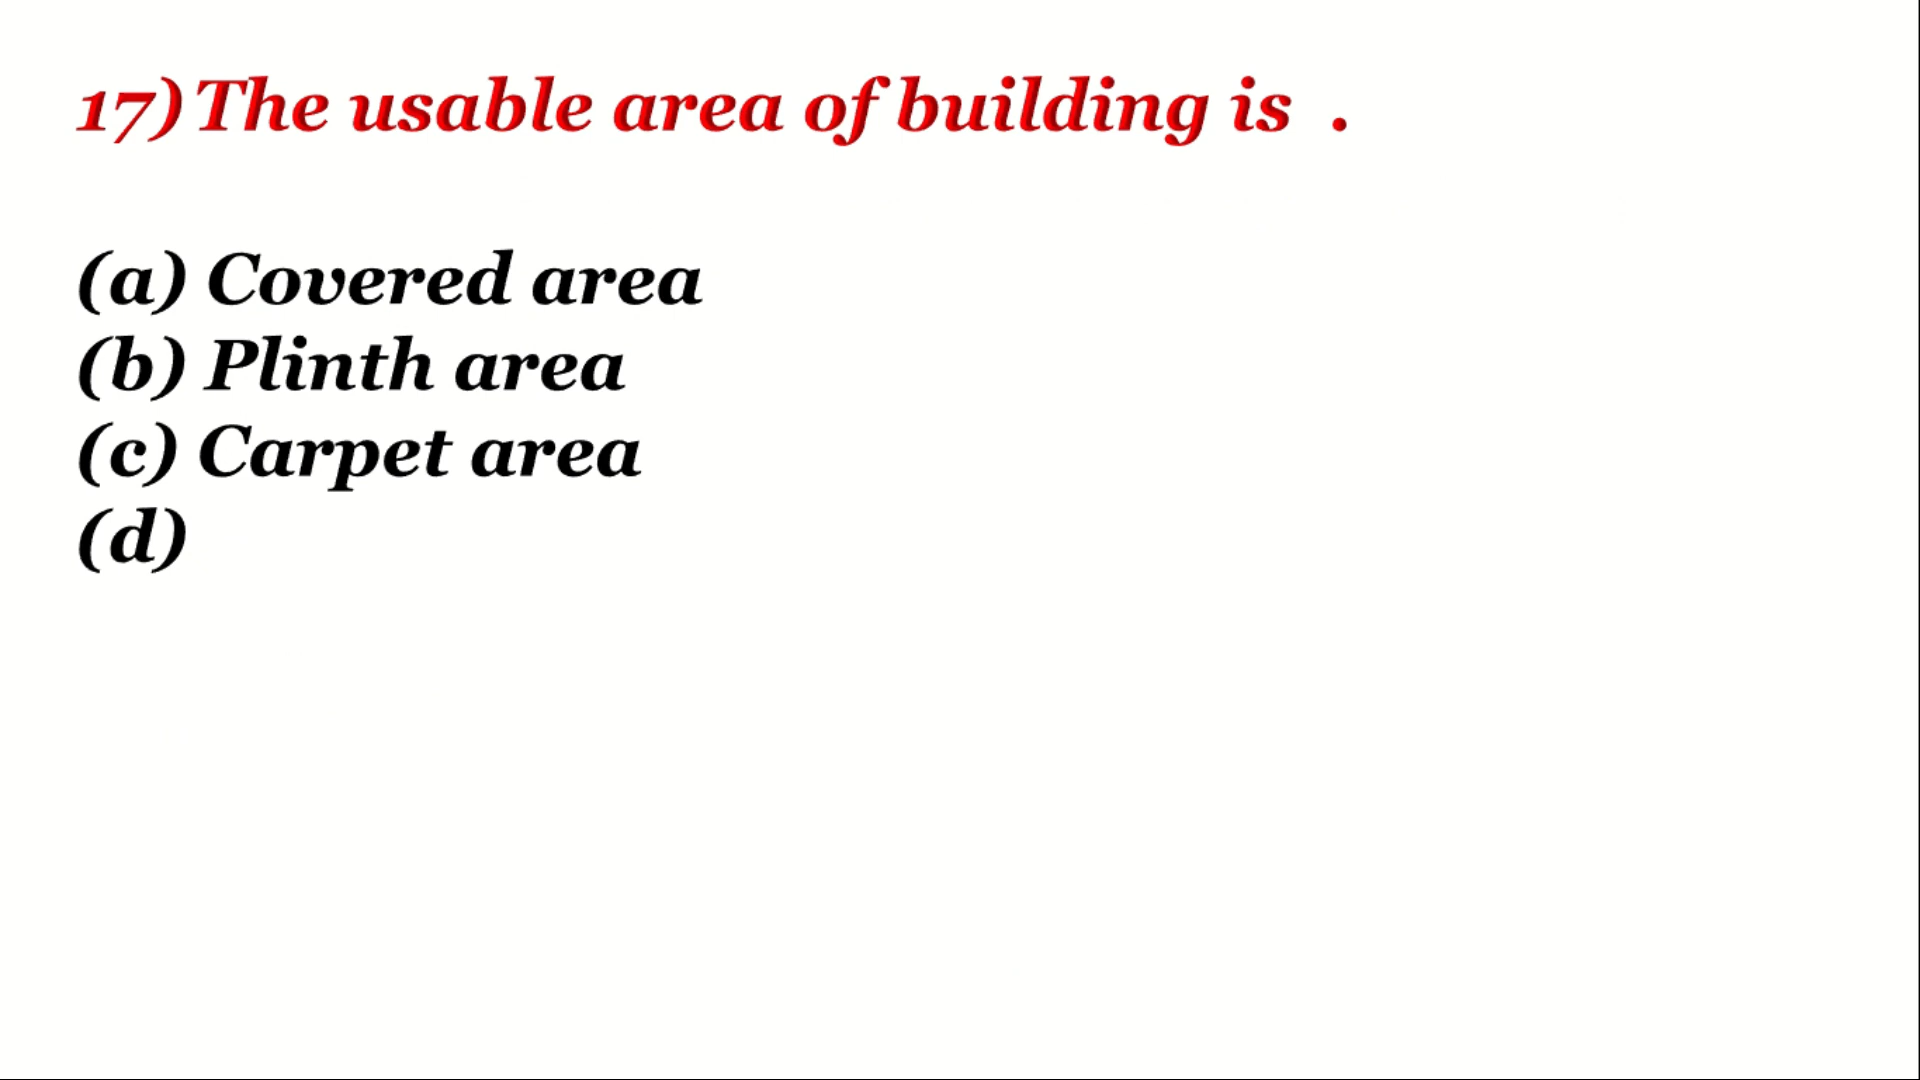 17) The usable area of building is .
(a) Covered area
(b) Plinth area
(c) Carpet area
(d)